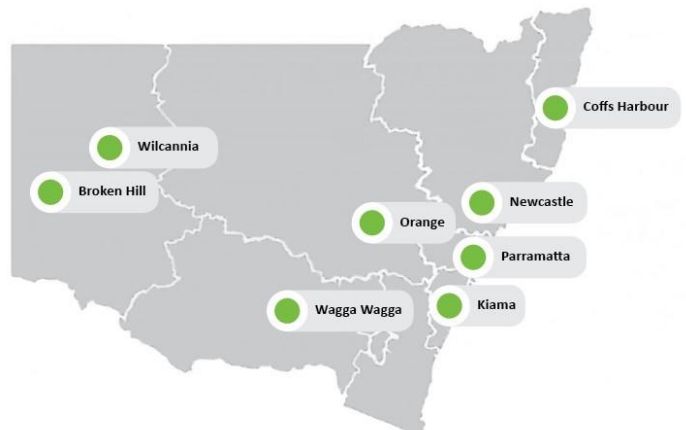 Coffs Harbour
Wilcannia
Broken Hill
Newcastle
Orange
Parramatta
Wagga Wagga
Kiama